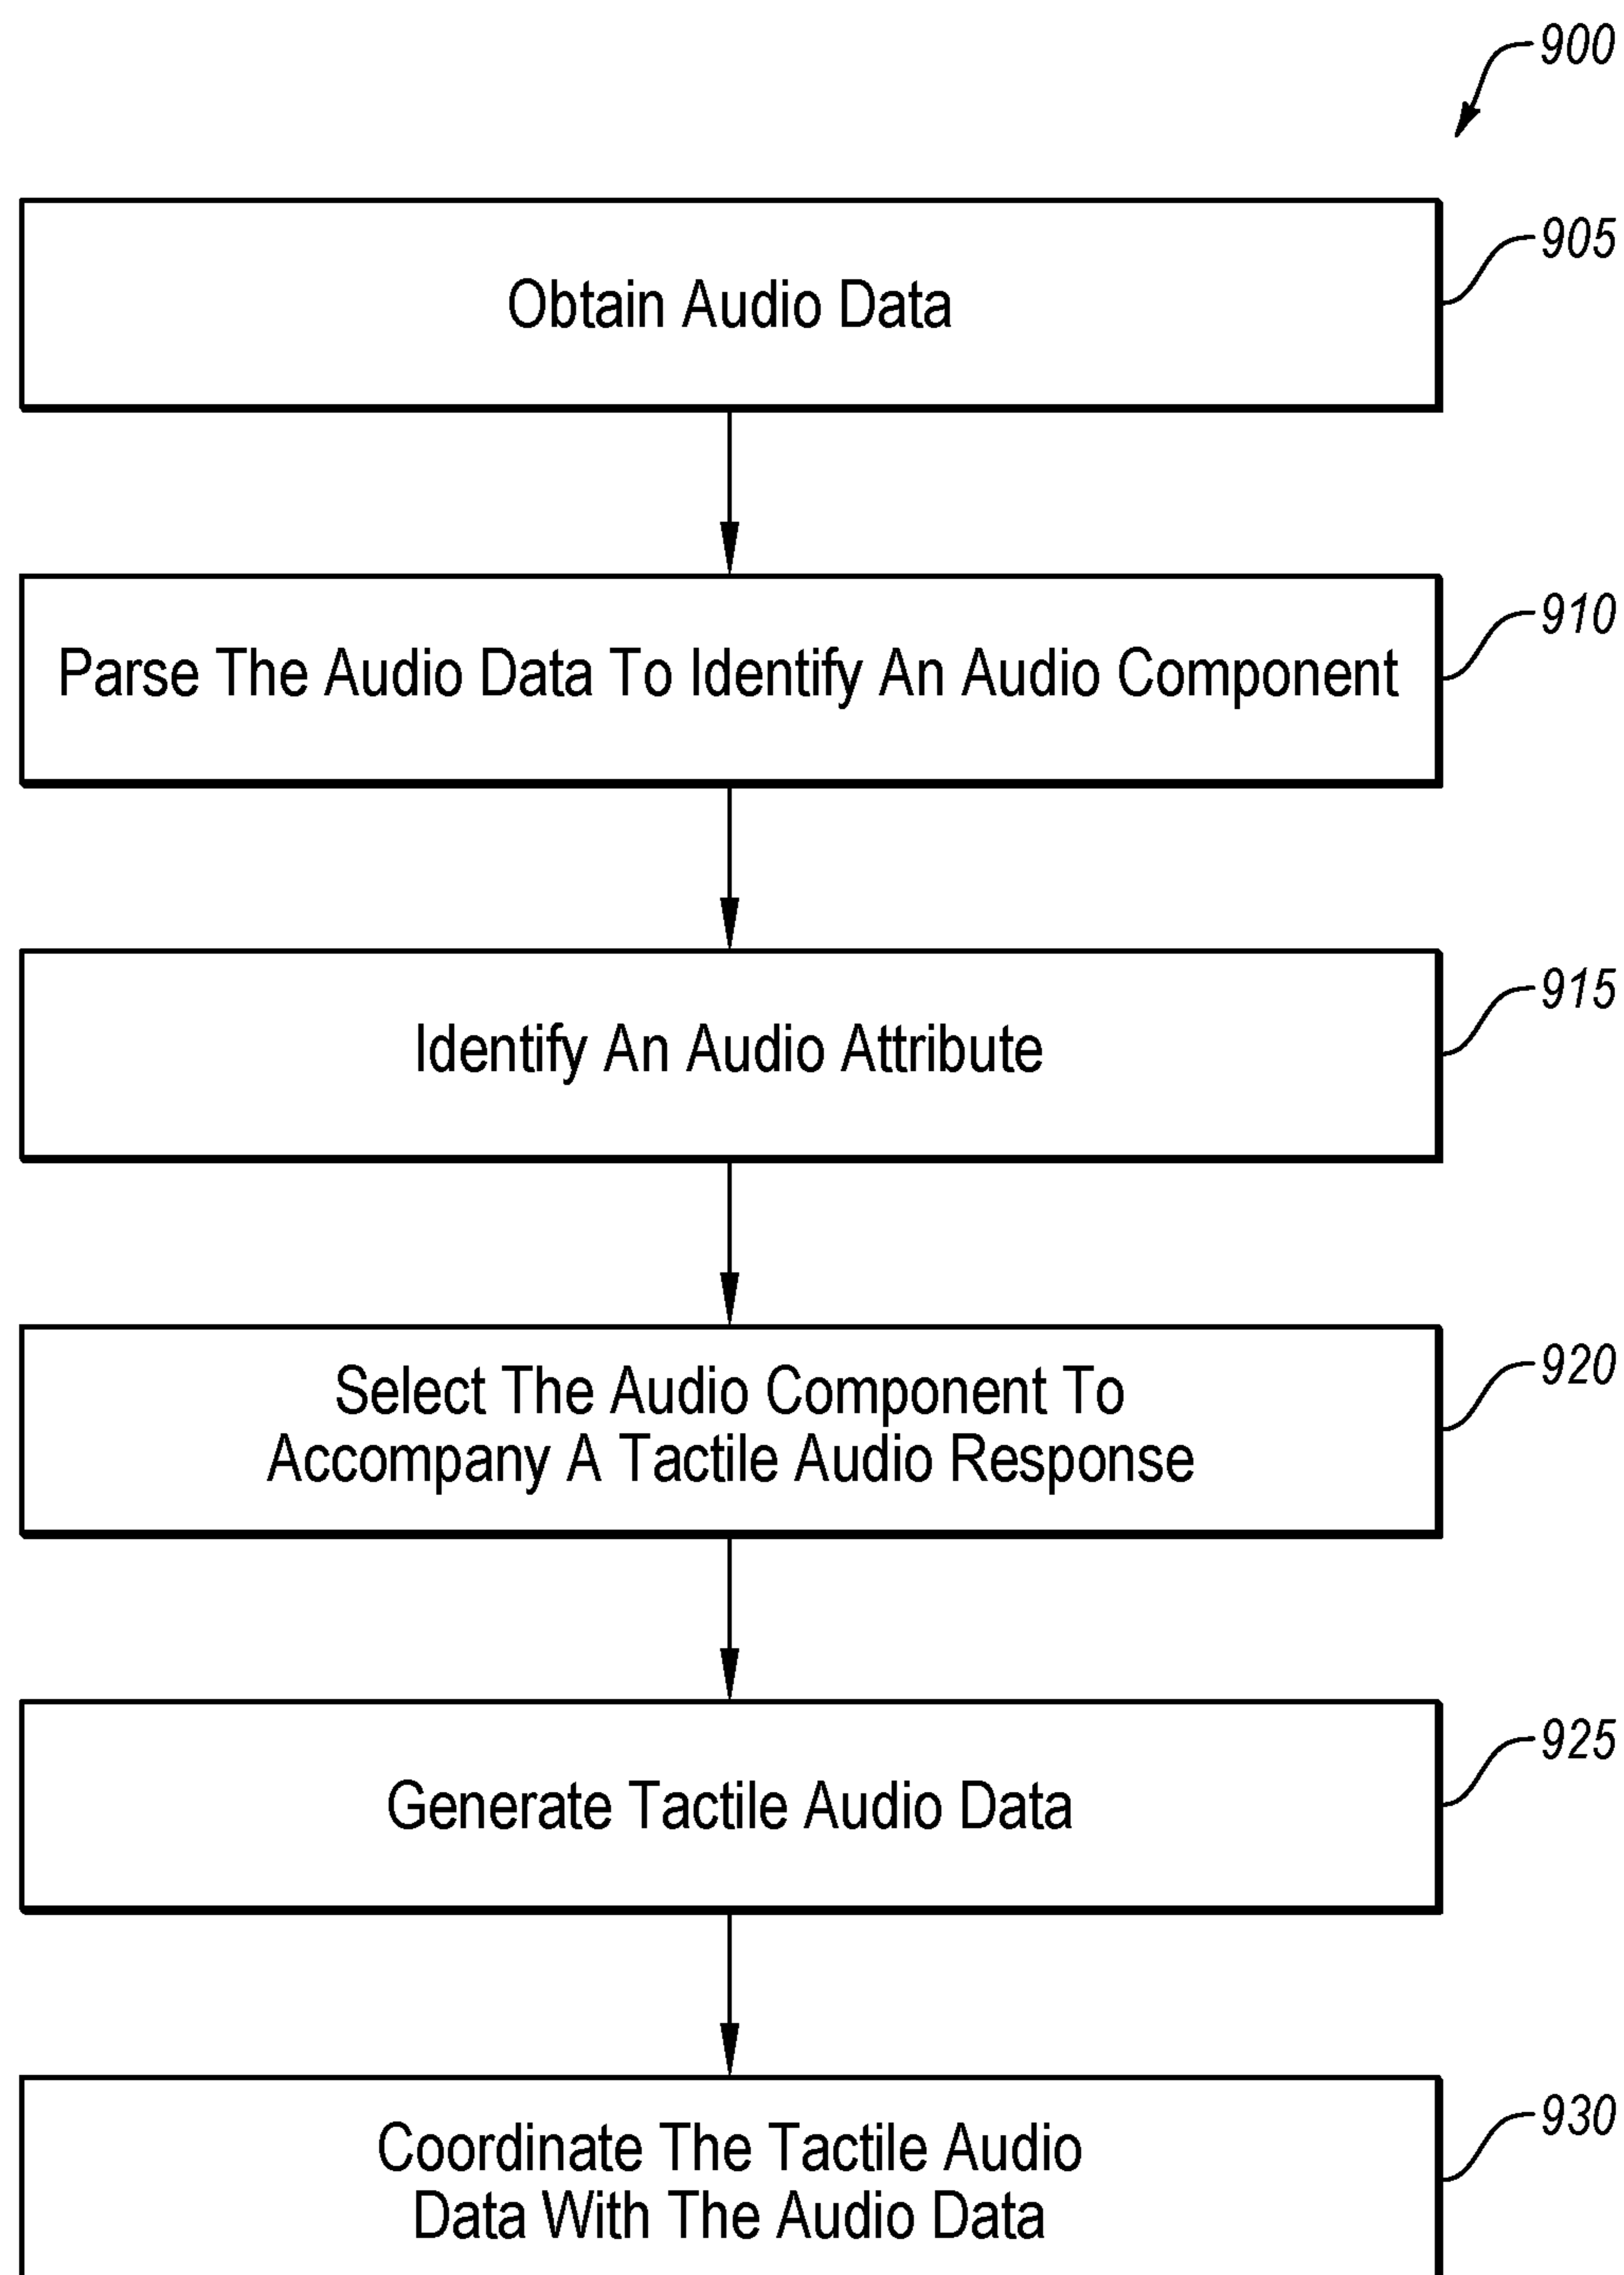 900
905
Obtain Audio Data
910
Parse The Audio Data To Identify An Audio Component
915
Identify An Audio Attribute
920
Select The Audio Component To
Accompany A Tactile Audio Response
925
Generate Tactile Audio Data
930
Coordinate The Tactile Audio
Data With The Audio Data